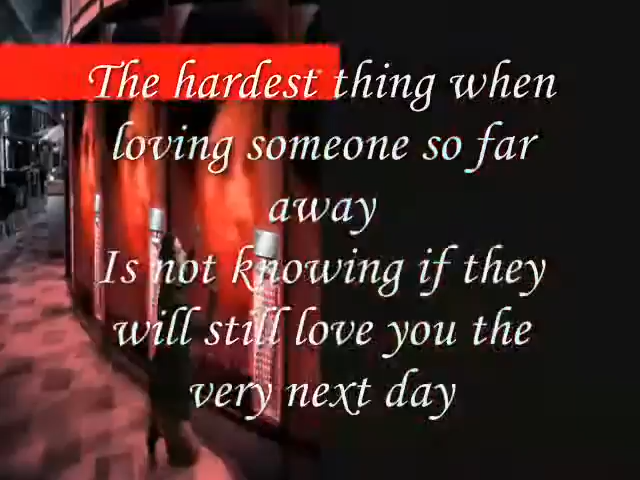 The hardest thing when
loving someone so far
away
Is not knowing if they
will still love you the
very next day